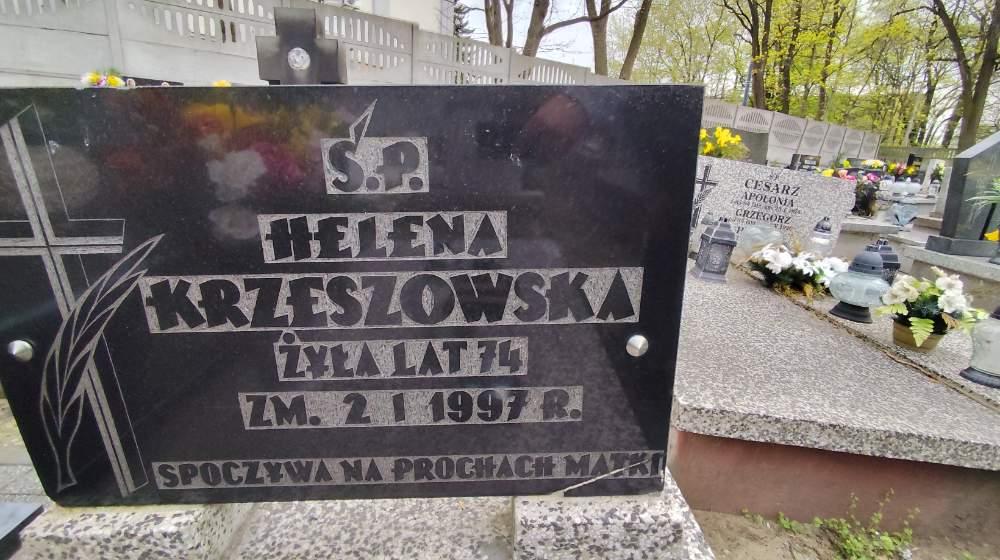 Ś.P.
HELENA
KRZESZOWSKA
ŻYŁA LAT 74
ZM. 2 I 1997 R.
SPOCZYWA NA PROCHACH MATKI
CESARZ
APOLONIA
GRZEGORZ